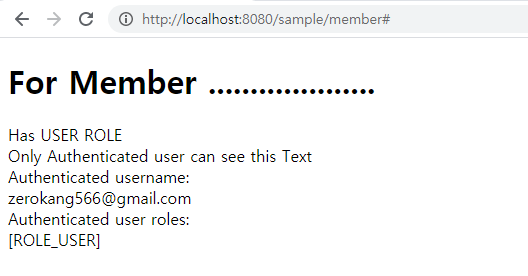 http://localhost:8080/sample/member#
For Member ....................
Has USER ROLE
Only Authenticated user can see this Text
Authenticated username:
zerokang566@gmail.com
Authenticated user roles:
[ROLE_USER]